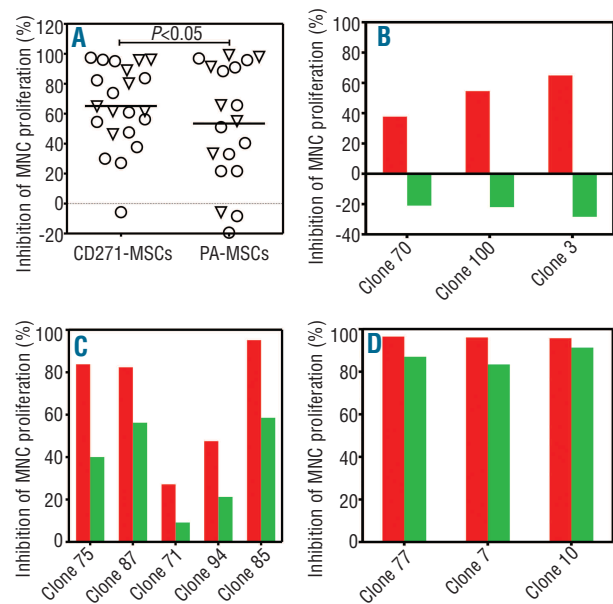 A
P<0.05
Inhibition of MNC proliferation (%)
120
100
80
60
40
20
0
-20
CD271-MSCs
PA-MSCs
B
Inhibition of MNC proliferation (%)
100
80
60
40
20
0
-20
-40
Clone 70
Clone 100
Clone 3
C
Inhibition of MNC proliferation (%)
100
80
60
40
20
0
Clone 75
Clone 87
Clone 71
Clone 94
Clone 85
D
Inhibition of MNC proliferation (%)
100
80
60
40
20
0
Clone 77
Clone 7
Clone 10